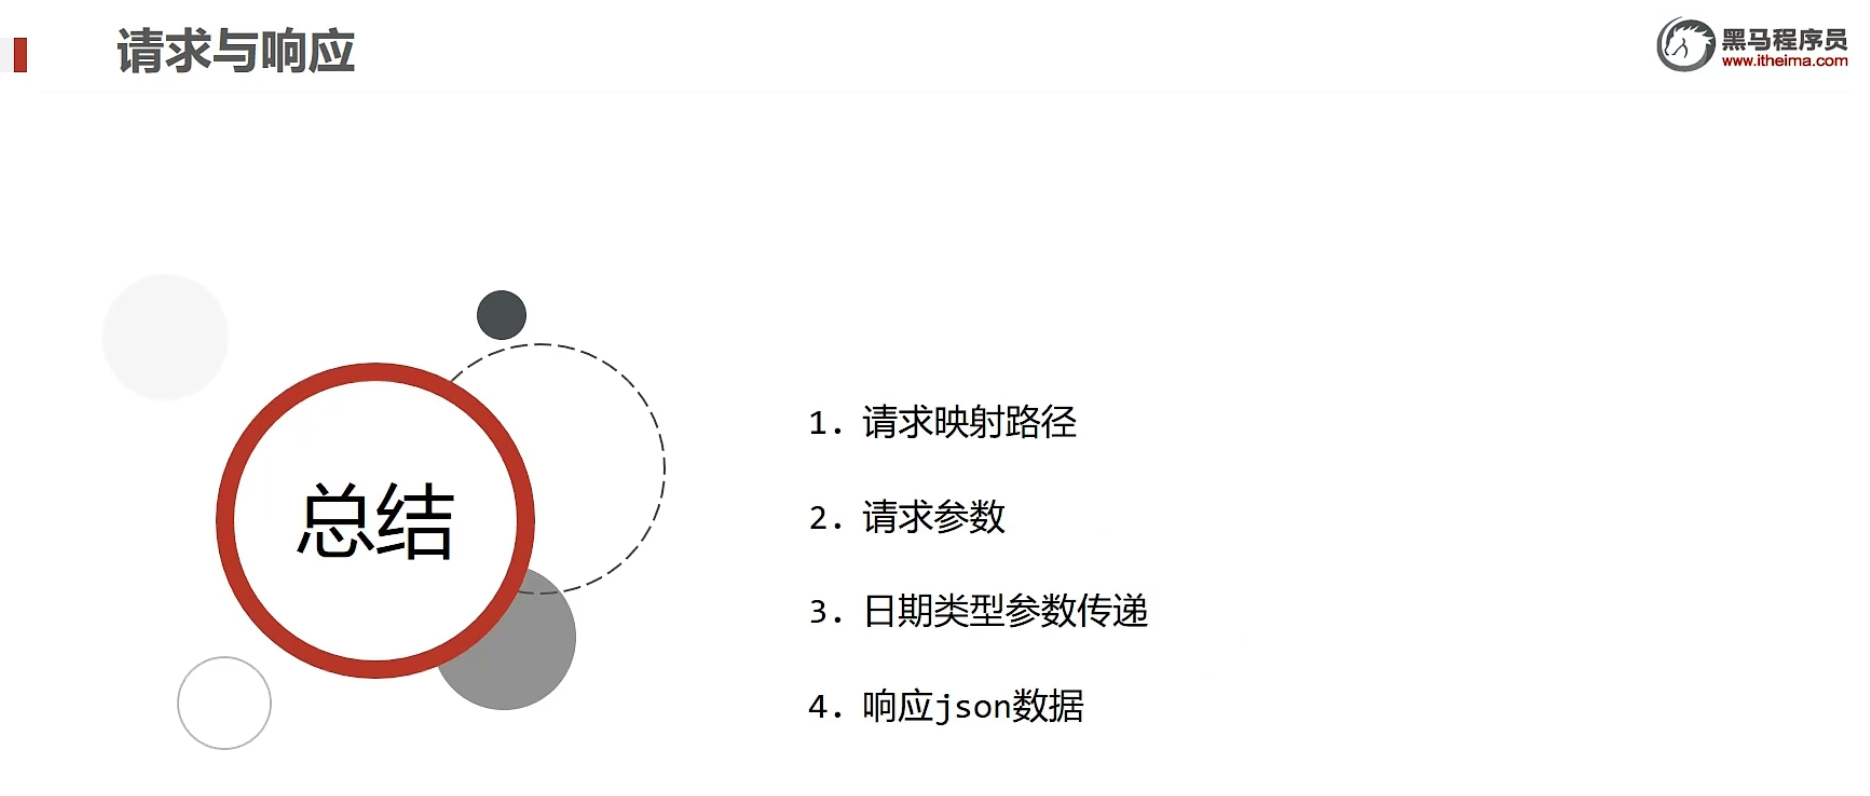 请求与响应
黑马程序员
www.itheima.com
总结
1. 请求映射路径
2. 请求参数
3. 日期类型参数传递
4. 响应json数据